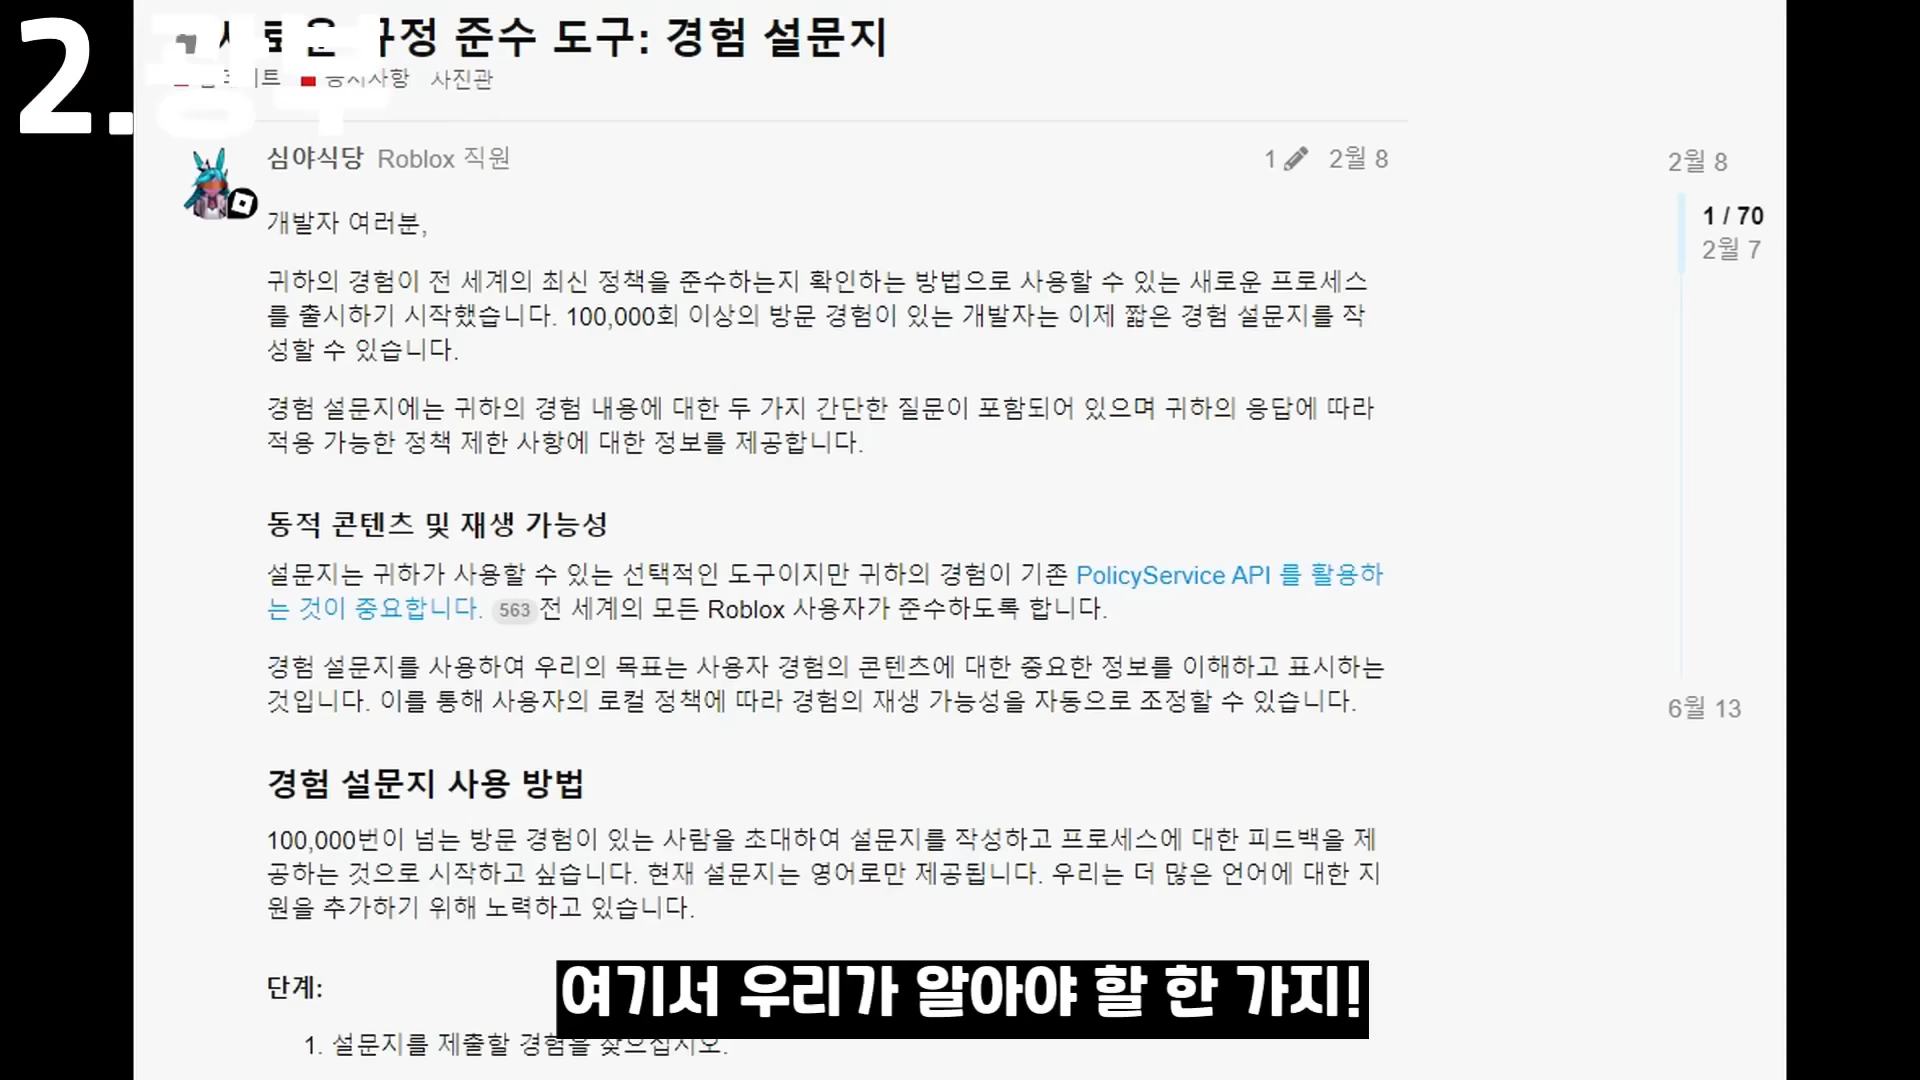 2.광부
규정 준수 도구: 경험 설문지
공지사항 사진관
심야식당 Roblox 직원
1 2월 8
개발자 여러분,
귀하의 경험이 전 세계의 최신 정책을 준수하는지 확인하는 방법으로 사용할 수 있는 새로운 프로세스
를 출시하기 시작했습니다. 100,000회 이상의 방문 경험이 있는 개발자는 이제 짧은 경험 설문지를 작
성할 수 있습니다.
경험 설문지에는 귀하의 경험 내용에 대한 두 가지 간단한 질문이 포함되어 있으며 귀하의 응답에 따라
적용 가능한 정책 제한 사항에 대한 정보를 제공합니다.
동적 콘텐츠 및 재생 가능성
설문지는 귀하가 사용할 수 있는 선택적인 도구이지만 귀하의 경험이 기존 PolicyService API 를 활용하
는 것이 중요합니다. 563 전 세계의 모든 Roblox 사용자가 준수하도록 합니다.
경험 설문지를 사용하여 우리의 목표는 사용자 경험의 콘텐츠에 대한 중요한 정보를 이해하고 표시하는
것입니다. 이를 통해 사용자의 로컬 정책에 따라 경험의 재생 가능성을 자동으로 조정할 수 있습니다.
경험 설문지 사용 방법
100,000번이 넘는 방문 경험이 있는 사람을 초대하여 설문지를 작성하고 프로세스에 대한 피드백을 제
공하는 것으로 시작하고 싶습니다. 현재 설문지는 영어로만 제공됩니다. 우리는 더 많은 언어에 대한 지
원을 추가하기 위해 노력하고 있습니다.
단계:
1. 설문지를 제출할 경험을 찾으십시오.
여기서 우리가 알아야 할 한 가지!
2월 8
1 / 70
2월 7
6월 13